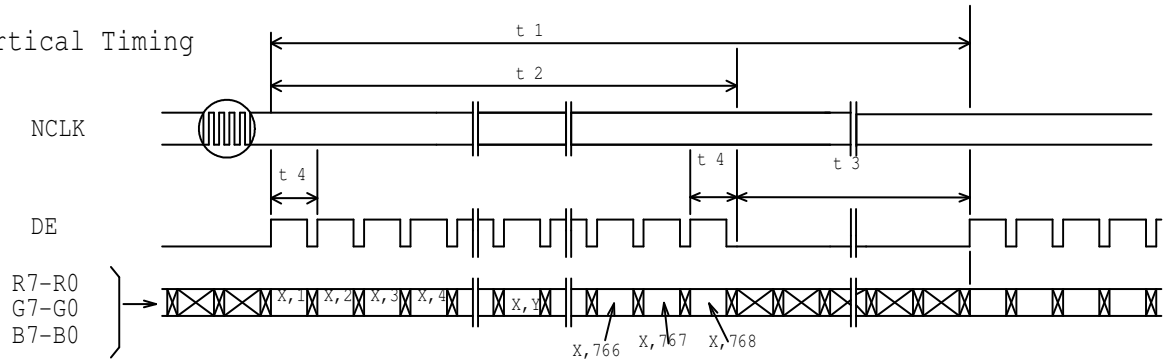 rtical Timing
t 1
t 2
NCLK
t 4
t 4
t 3
DE
R7-R0
G7-G0
B7-B0
X,1 X,2 X,3 X,4 X,Y
X,766 X,767 X,768